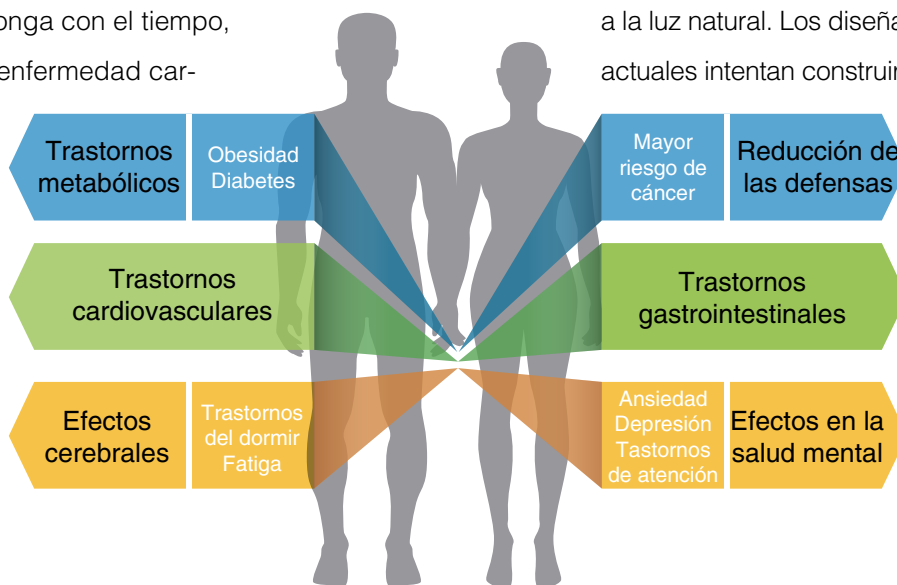 onga con el tiempo,
enfermedad car-
a la luz natural. Los diseña
actuales intentan construir
Trastornos
metabólicos
Obesidad
Diabetes
Mayor
riesgo de
cáncer
Reducción de
las defensas
Trastornos
cardiovasculares
Trastornos
gastrointestinales
Efectos
cerebrales
Trastornos
del dormir
Fatiga
Ansiedad
Depresión
Tastornos
de atención
Efectos en la
salud mental